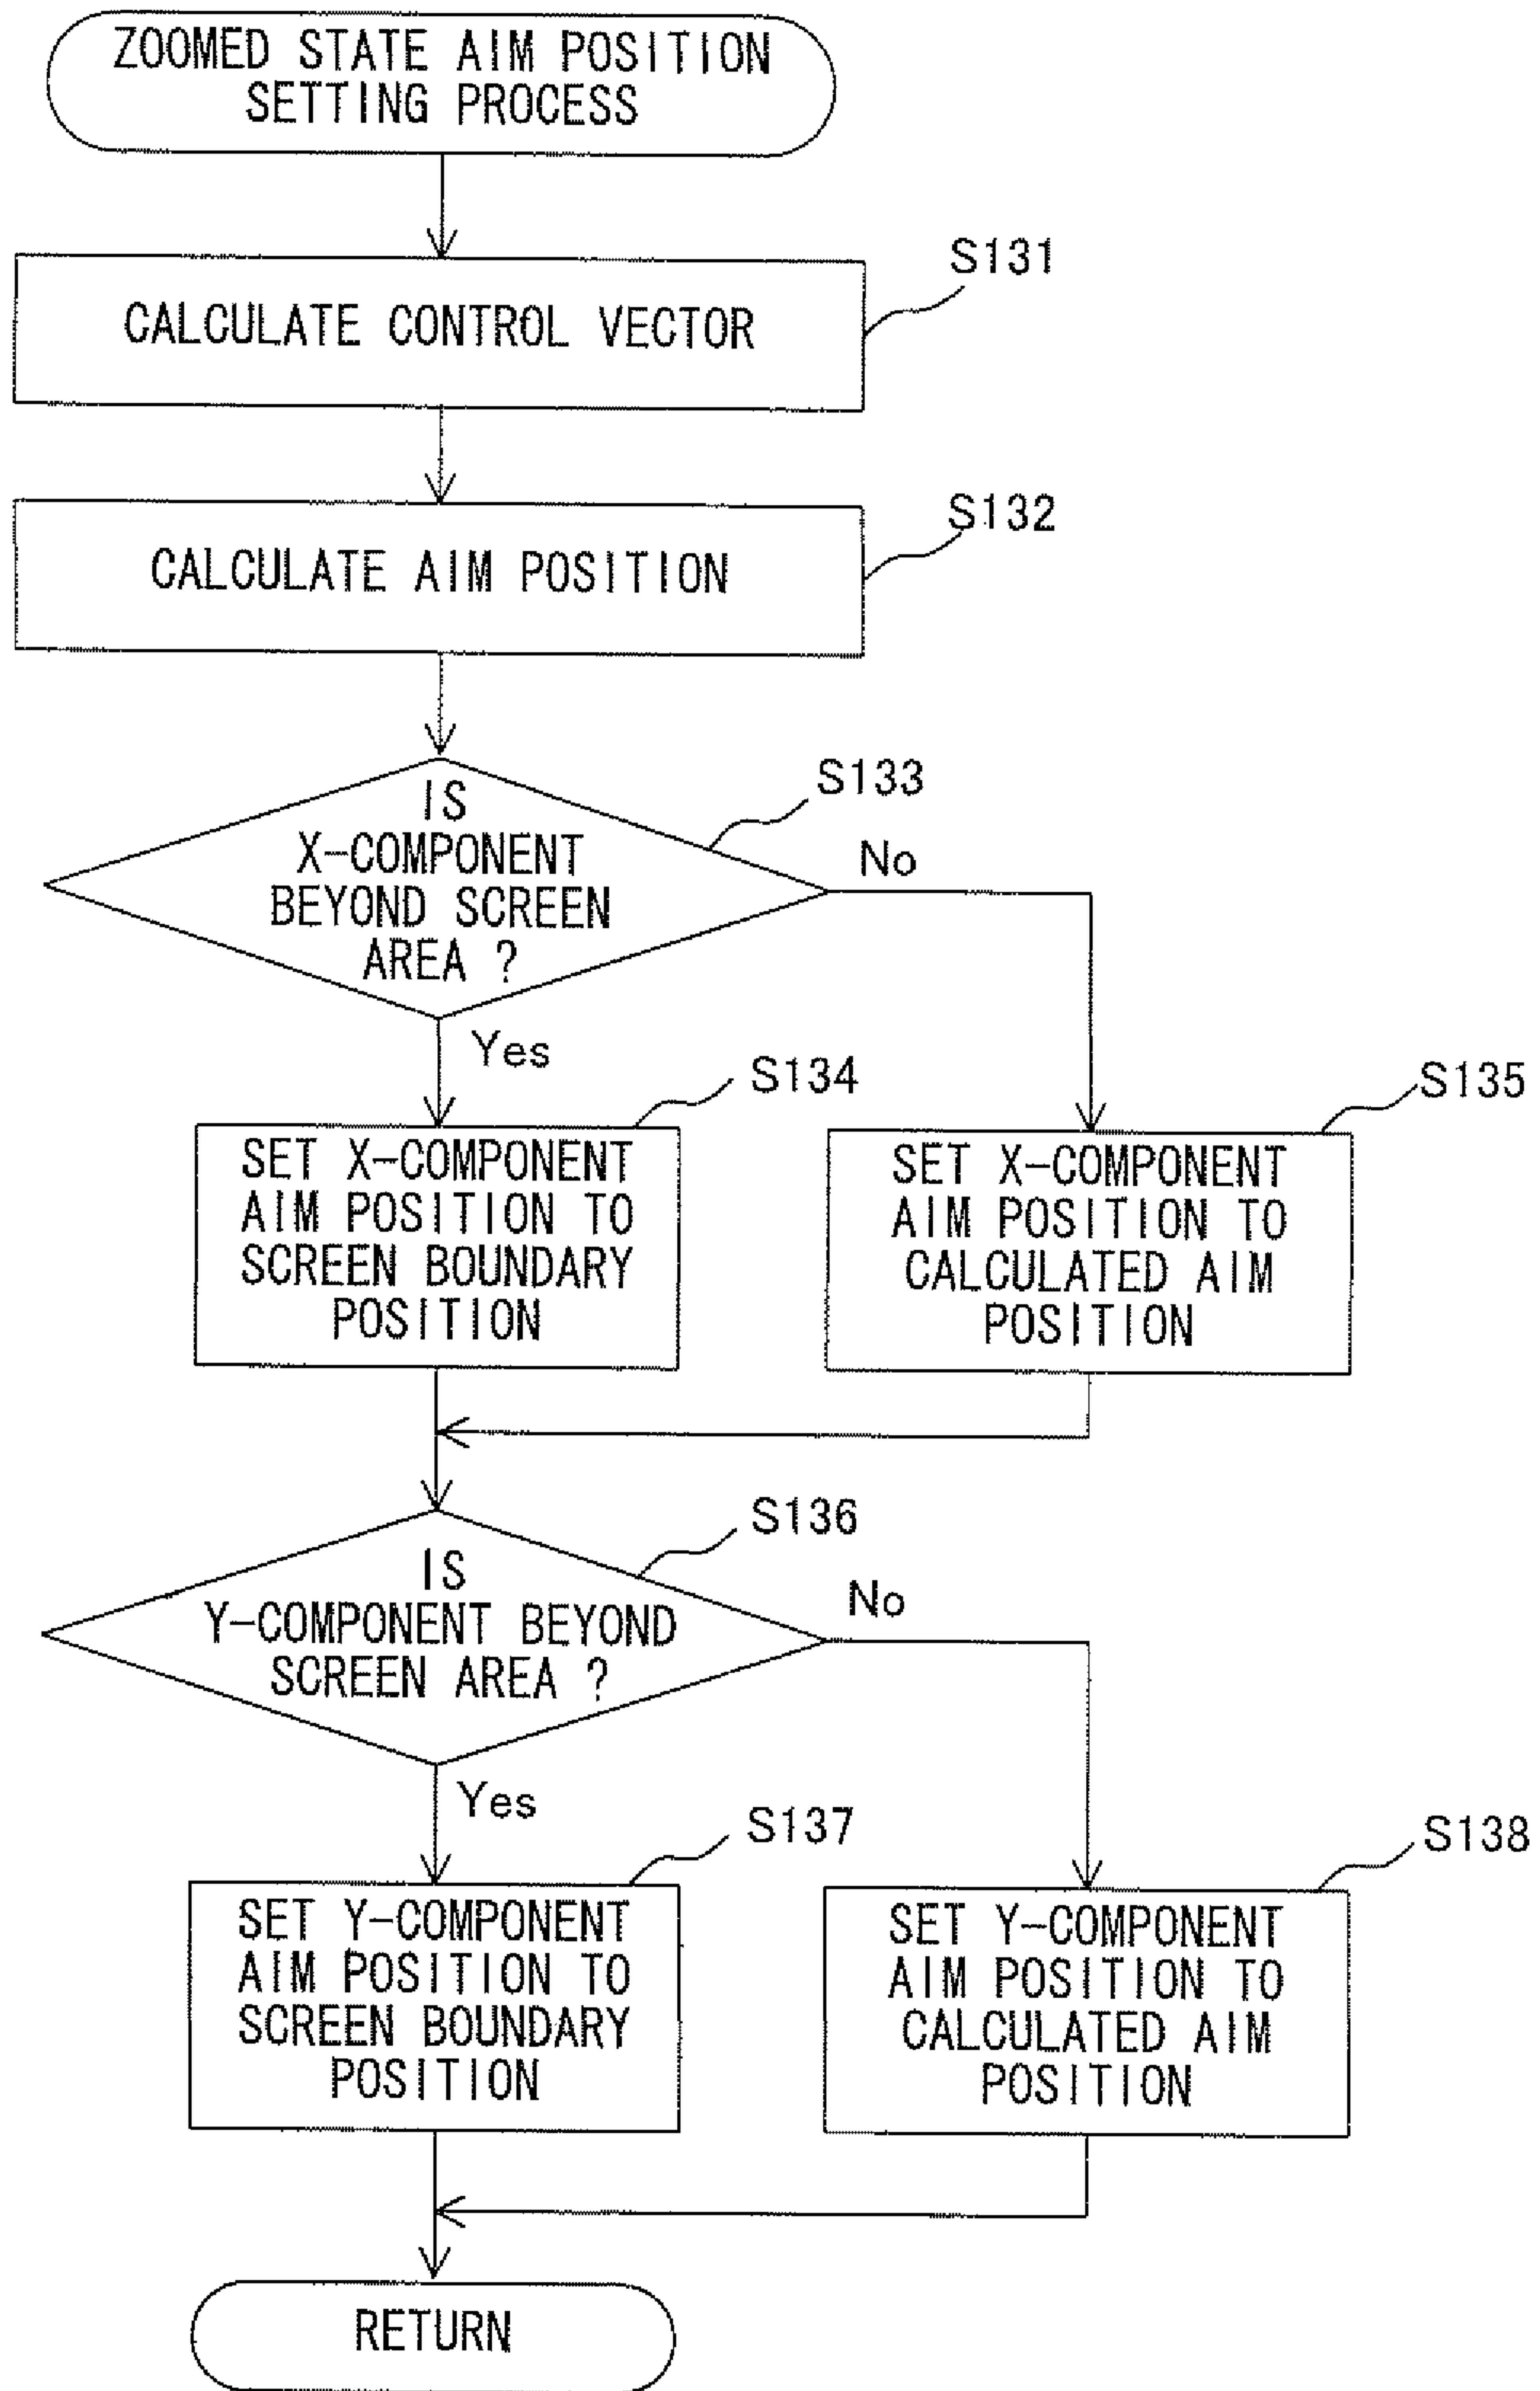 ZOOMED STATE AIM POSITION
SETTING PROCESS
S131
CALCULATE CONTROL VECTOR
S132
CALCULATE AIM POSITION
S133
IS
X-COMPONENT
BEYOND SCREEN
AREA ?
No
Yes
S134
SET X-COMPONENT
AIM POSITION TO
SCREEN BOUNDARY
POSITION
S135
SET X-COMPONENT
AIM POSITION TO
CALCULATED AIM
POSITION
S136
IS
Y-COMPONENT BEYOND
SCREEN AREA ?
No
Yes
S137
SET Y-COMPONENT
AIM POSITION TO
SCREEN BOUNDARY
POSITION
S138
SET Y-COMPONENT
AIM POSITION TO
CALCULATED AIM
POSITION
RETURN